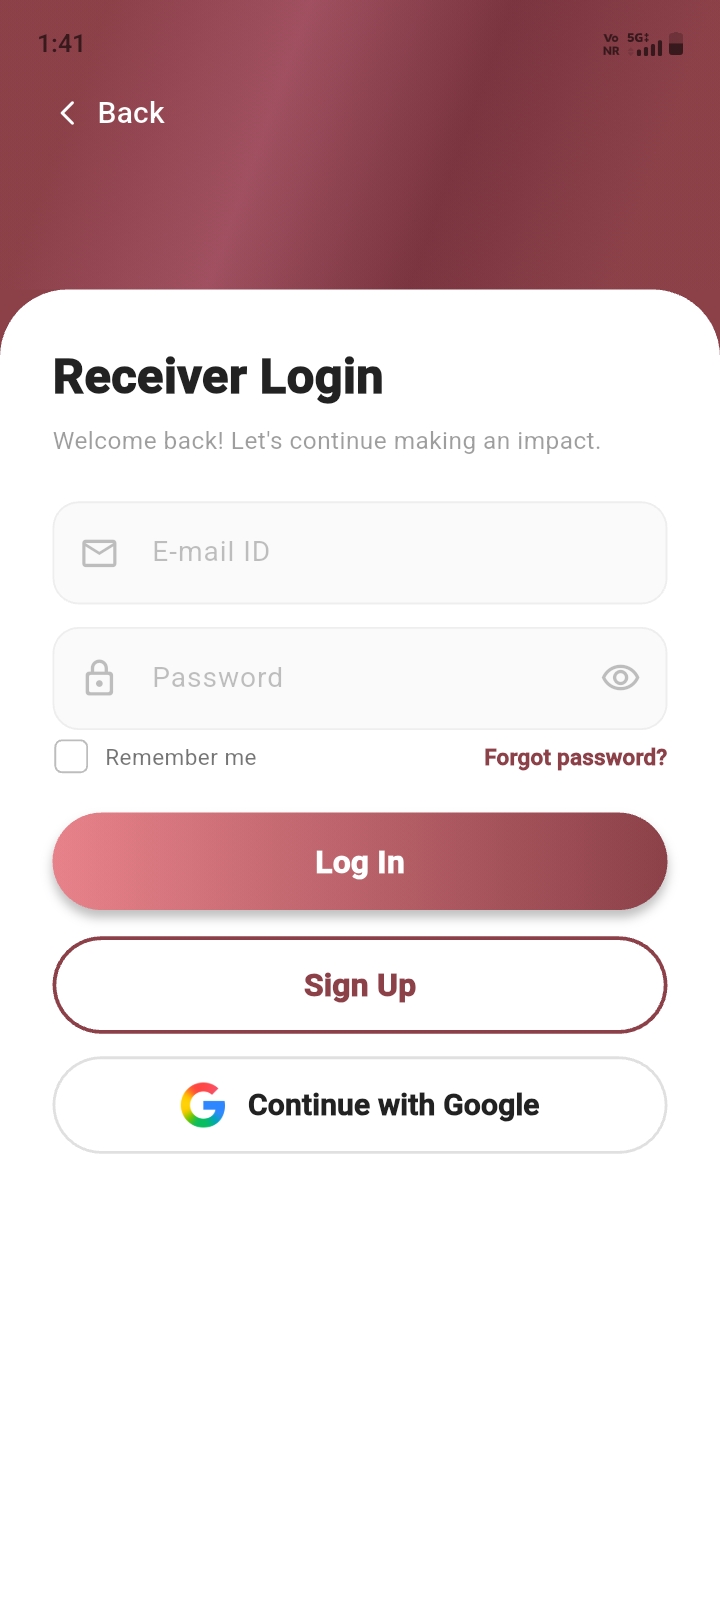 1:41
Vo 5G
NR
Back
Receiver Login
Welcome back! Let's continue making an impact.
E-mail ID
Password
Remember me Forgot password?
Log In
Sign Up
Continue with Google